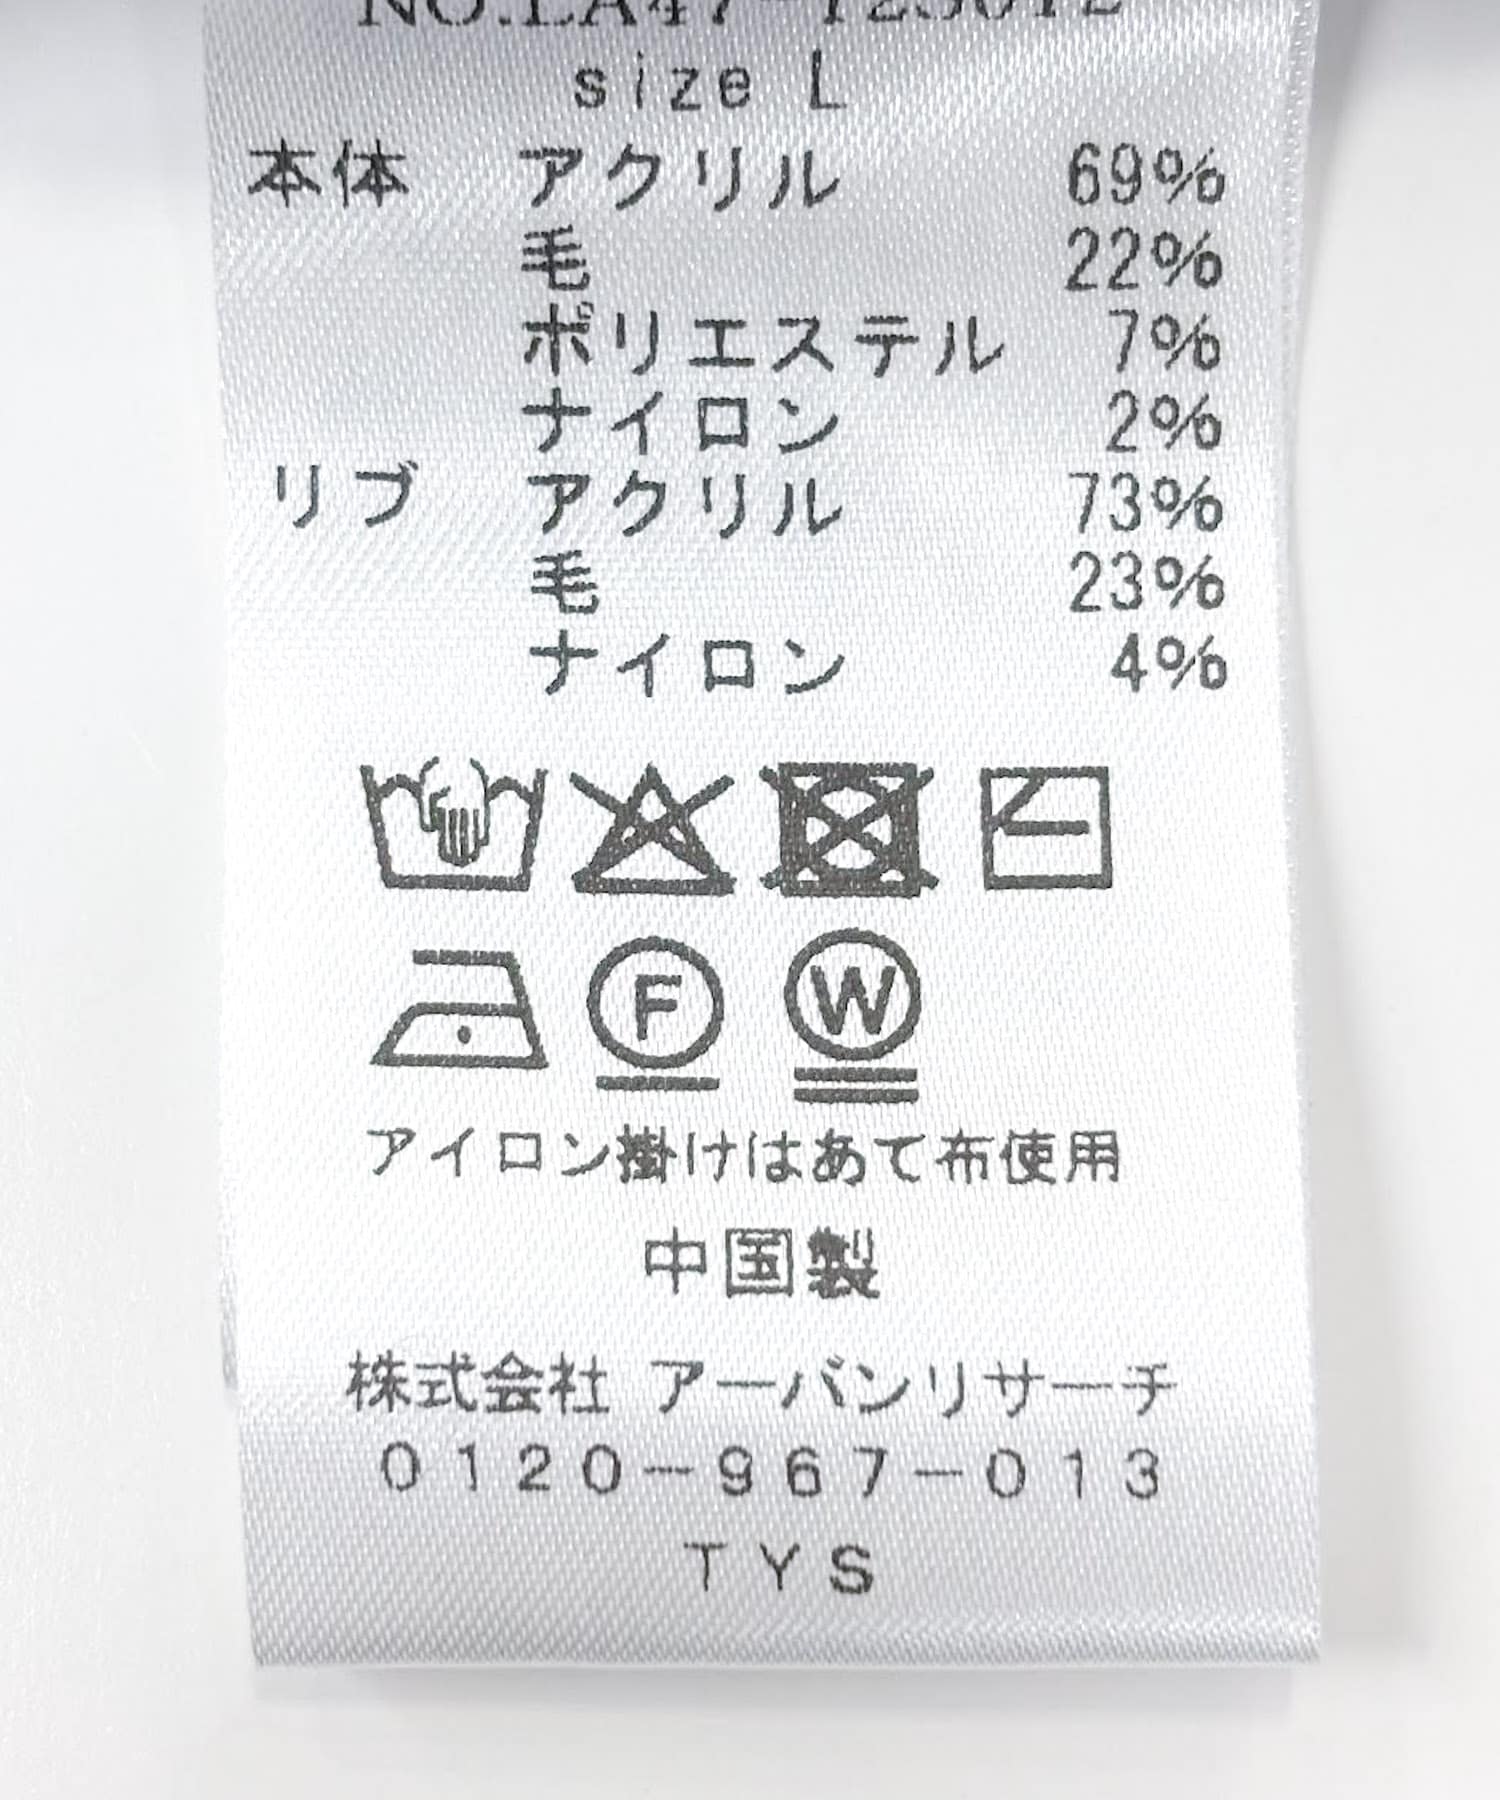 size L
本体 アクリル 69%
毛 22%
ポリエステル 7%
ナイロン 2%
リブ アクリル 73%
毛 23%
ナイロン 4%
F W
アイロン掛けはあて布使用
中国製
株式会社 アーバンリサーチ
0120-967-013
TYS